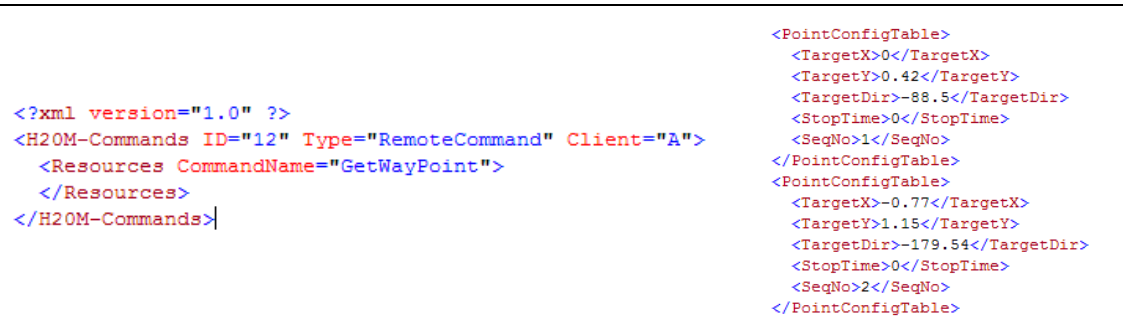 <?xml version="1.0" ?>
<H20M-Commands ID="12" Type="RemoteCommand" Client="A">
  <Resources CommandName="GetWayPoint">
  </Resources>
</H20M-Commands>
<PointConfigTable>
  <TargetX>0</TargetX>
  <TargetY>0.42</TargetY>
  <TargetDir>-88.5</TargetDir>
  <StopTime>0</StopTime>
  <SeqNo>1</SeqNo>
</PointConfigTable>
<PointConfigTable>
  <TargetX>-0.77</TargetX>
  <TargetY>1.15</TargetY>
  <TargetDir>-179.54</TargetDir>
  <StopTime>0</StopTime>
  <SeqNo>2</SeqNo>
</PointConfigTable>